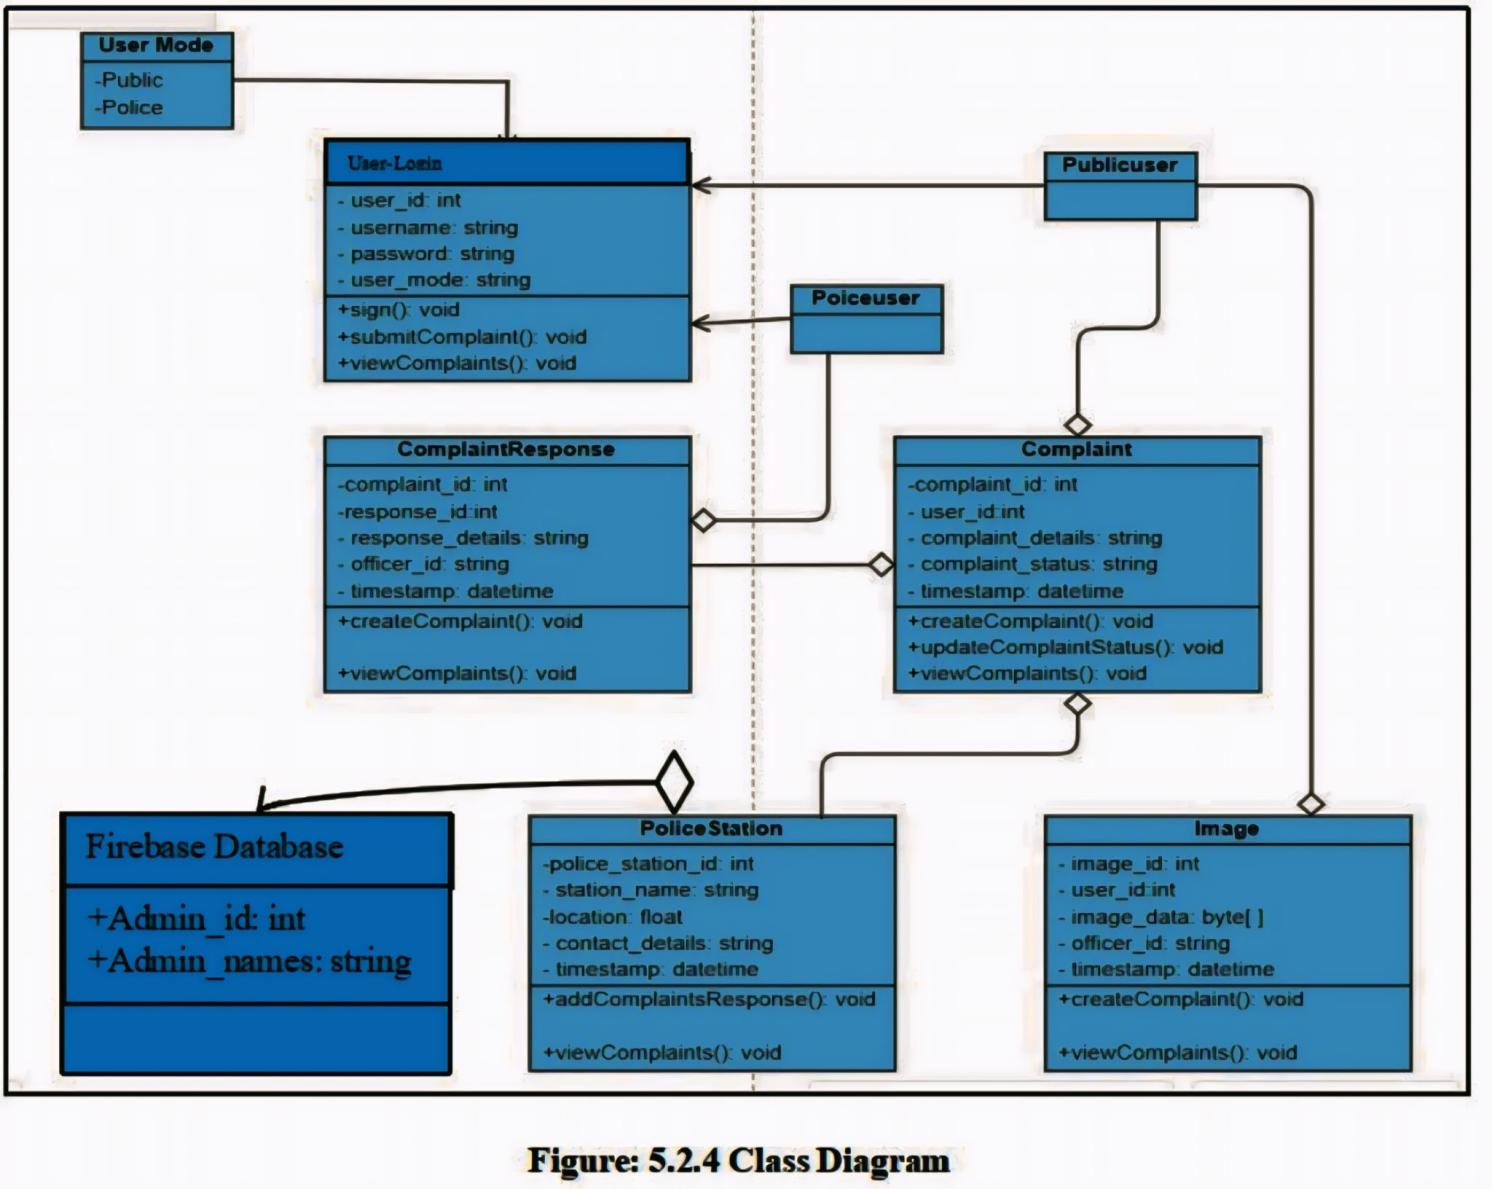 User Mode
-Public
-Police
User-Login
- user_id: int
- username: string
- password: string
- user_mode: string
+sign(): void
+submitComplaint(): void
+viewComplaints(): void
Publicuser
Poiceuser
ComplaintResponse
-complaint_id: int
-response_id:int
- response_details: string
- officer_id: string
- timestamp: datetime
+createComplaint(): void
+viewComplaints(): void
Complaint
-complaint_id: int
- user_id:int
- complaint_details: string
- complaint_status: string
- timestamp: datetime
+createComplaint(): void
+updateComplaintStatus(): void
+viewComplaints(): void
Firebase Database
+Admin_id: int
+Admin_names: string
PoliceStation
-police_station_id: int
- station_name: string
-location: float
- contact_details: string
- timestamp: datetime
+addComplaintsResponse(): void
+viewComplaints(): void
Image
- image_id: int
- user_id:int
- image_data: byte[ ]
- officer_id: string
- timestamp: datetime
+createComplaint(): void
+viewComplaints(): void
Figure: 5.2.4 Class Diagram